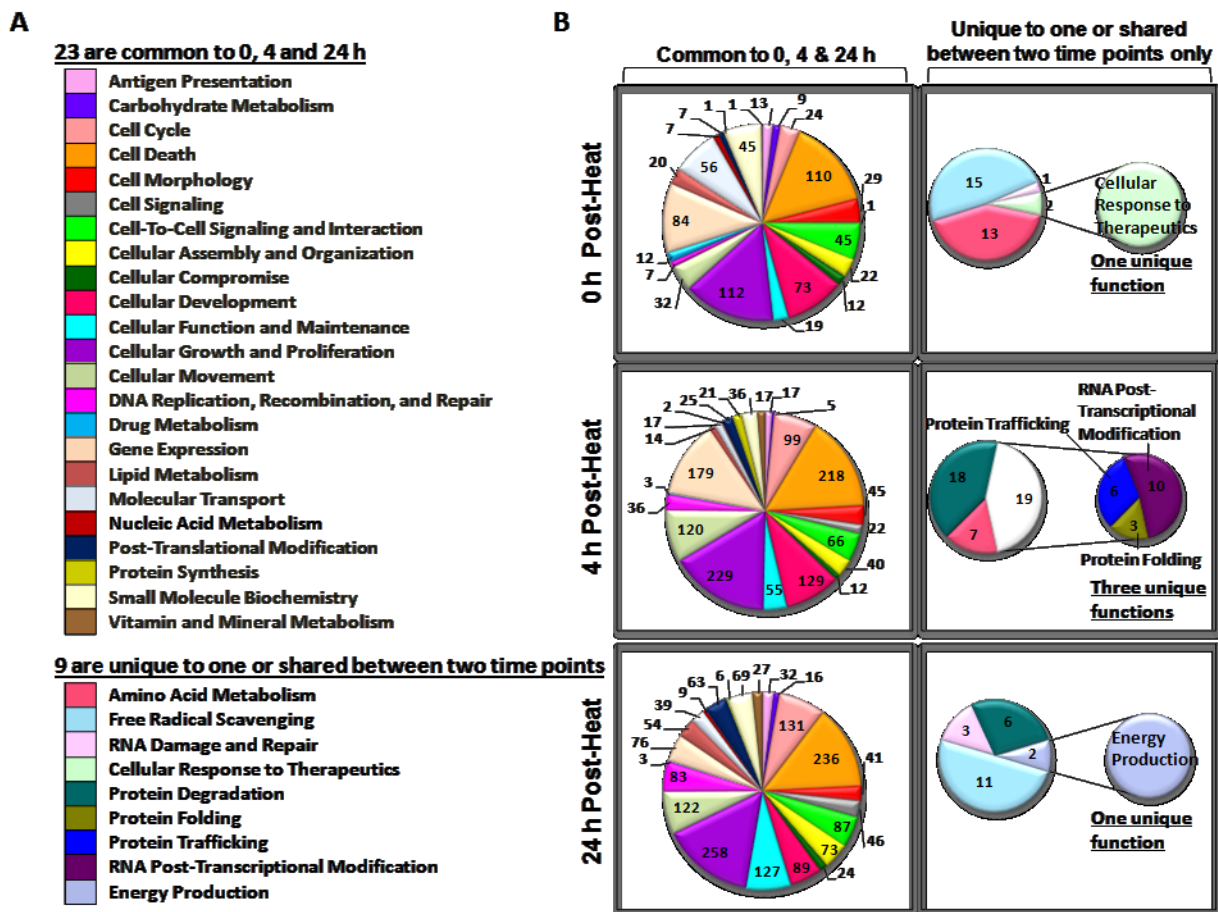 A
23 are common to 0, 4 and 24 h
Antigen Presentation
Carbohydrate Metabolism
Cell Cycle
Cell Death
Cell Morphology
Cell Signaling
Cell-To-Cell Signaling and Interaction
Cellular Assembly and Organization
Cellular Compromise
Cellular Development
Cellular Function and Maintenance
Cellular Growth and Proliferation
Cellular Movement
DNA Replication, Recombination, and Repair
Drug Metabolism
Gene Expression
Lipid Metabolism
Molecular Transport
Nucleic Acid Metabolism
Post-Translational Modification
Protein Synthesis
Small Molecule Biochemistry
Vitamin and Mineral Metabolism
9 are unique to one or shared between two time points
Amino Acid Metabolism
Free Radical Scavenging
RNA Damage and Repair
Cellular Response to Therapeutics
Protein Degradation
Protein Folding
Protein Trafficking
RNA Post-Transcriptional Modification
Energy Production
B
Common to 0, 4 & 24 h
Unique to one or shared
between two time points only
0 h Post-Heat
13
9
24
110
29
1
45
22
12
73
19
112
32
7
12
84
20
56
7
7
1
45
1
15
1
2
13
Cellular
Response to
Therapeutics
One unique
function
4 h Post-Heat
17
17
5
99
218
45
22
66
40
12
129
55
229
120
36
3
179
14
17
2
25
21
36
Protein Trafficking
RNA Post-
Transcriptional
Modification
18
19
7
6
10
3
Protein Folding
Three unique
functions
24 h Post-Heat
27
32
16
131
236
41
46
87
73
24
89
127
258
122
83
3
76
54
39
9
63
6
69
3
6
2
11
Energy
Production
One unique
function